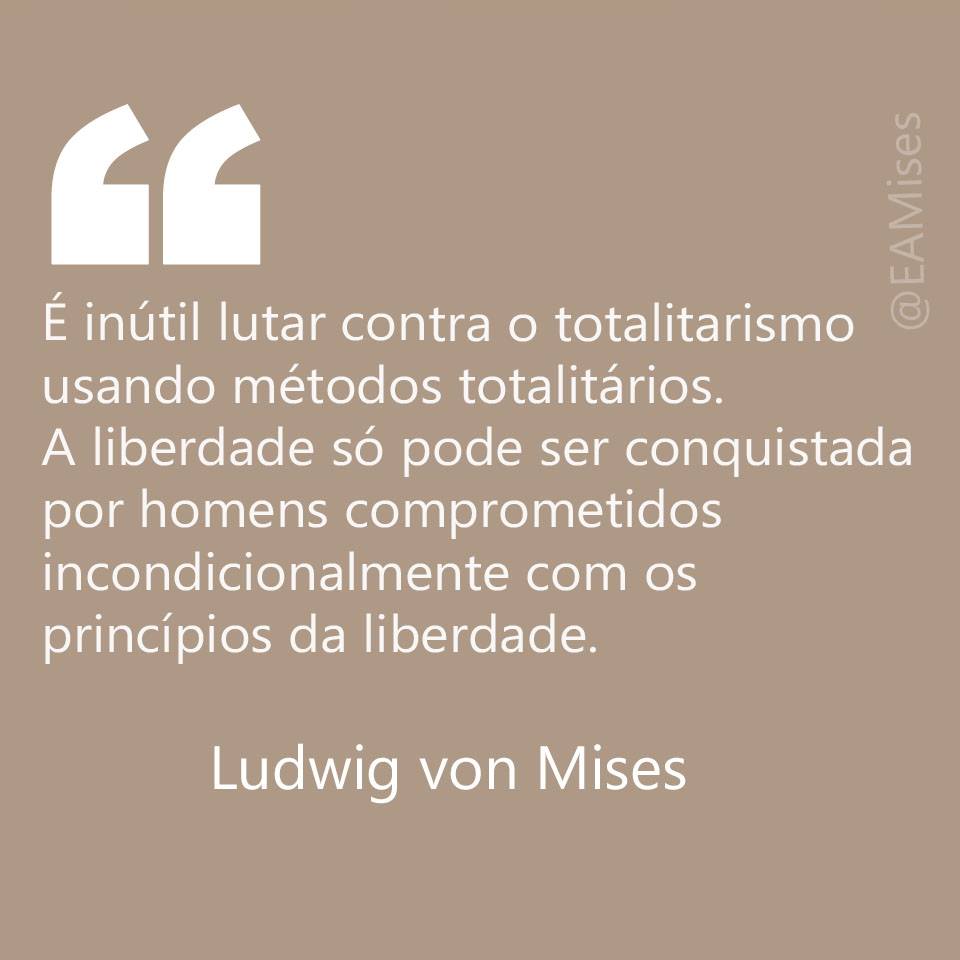 @EAMises
É inútil lutar contra o totalitarismo
usando métodos totalitários.
A liberdade só pode ser conquistada
por homens comprometidos
incondicionalmente com os
princípios da liberdade.
Ludwig von Mises